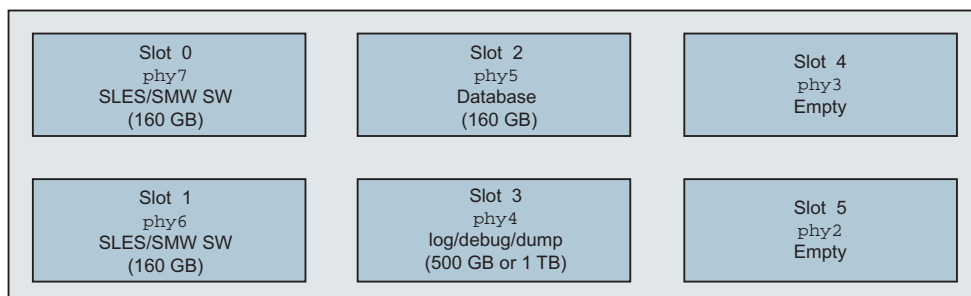 Slot 0
phy7
SLES/SMW SW
(160 GB)
Slot 2
phy5
Database
(160 GB)
Slot 4
phy3
Empty
Slot 1
phy6
SLES/SMW SW
(160 GB)
Slot 3
phy4
log/debug/dump
(500 GB or 1 TB)
Slot 5
phy2
Empty